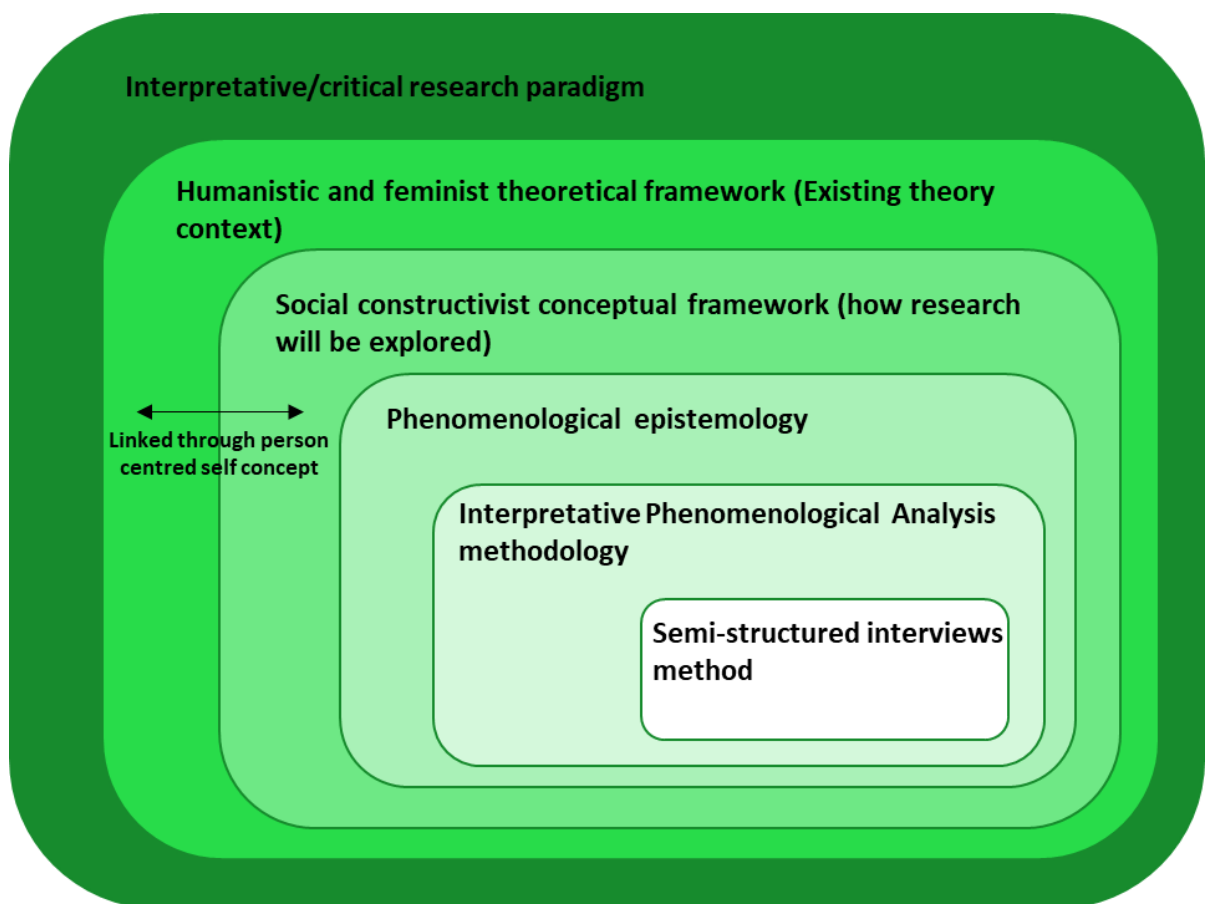 Interpretative/critical research paradigm
Humanistic and feminist theoretical framework (Existing theory
context)
Social constructivist conceptual framework (how research
will be explored)
Linked through person
centred self concept
Phenomenological epistemology
Interpretative Phenomenological Analysis
methodology
Semi-structured interviews
method